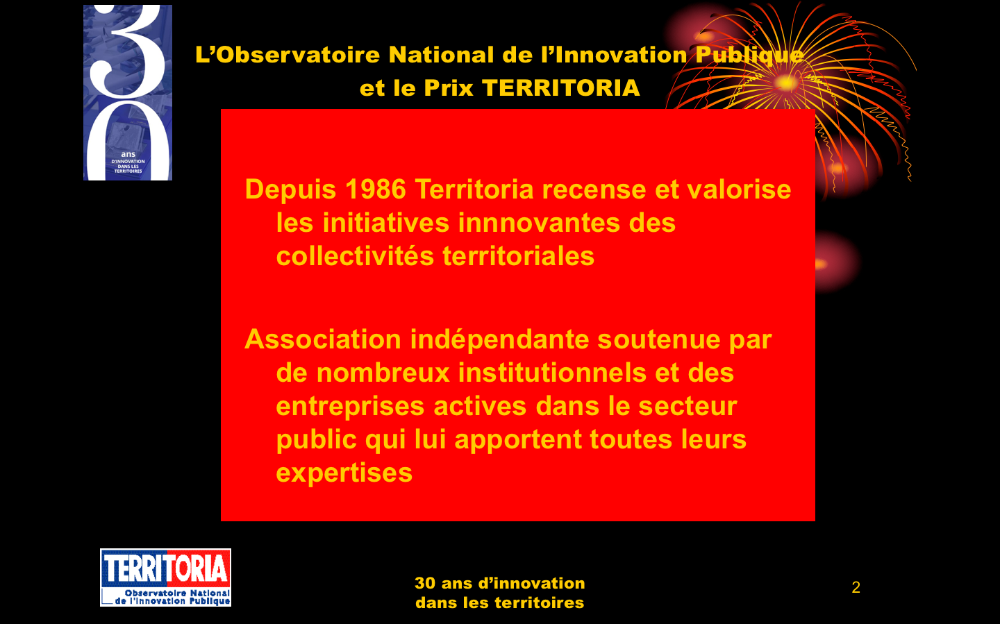 30
ans
D'INNOVATION
DANS LES
TERRITOIRES
L’Observatoire National de l’Innovation Publique
et le Prix TERRITORIA
Depuis 1986 Territoria recense et valorise
les initiatives innnovantes des
collectivités territoriales
Association indépendante soutenue par
de nombreux institutionnels et des
entreprises actives dans le secteur
public qui lui apportent toutes leurs
expertises
TERRITORIA
Observatoire National
de l'Innovation Publique
30 ans d’innovation
dans les territoires
2